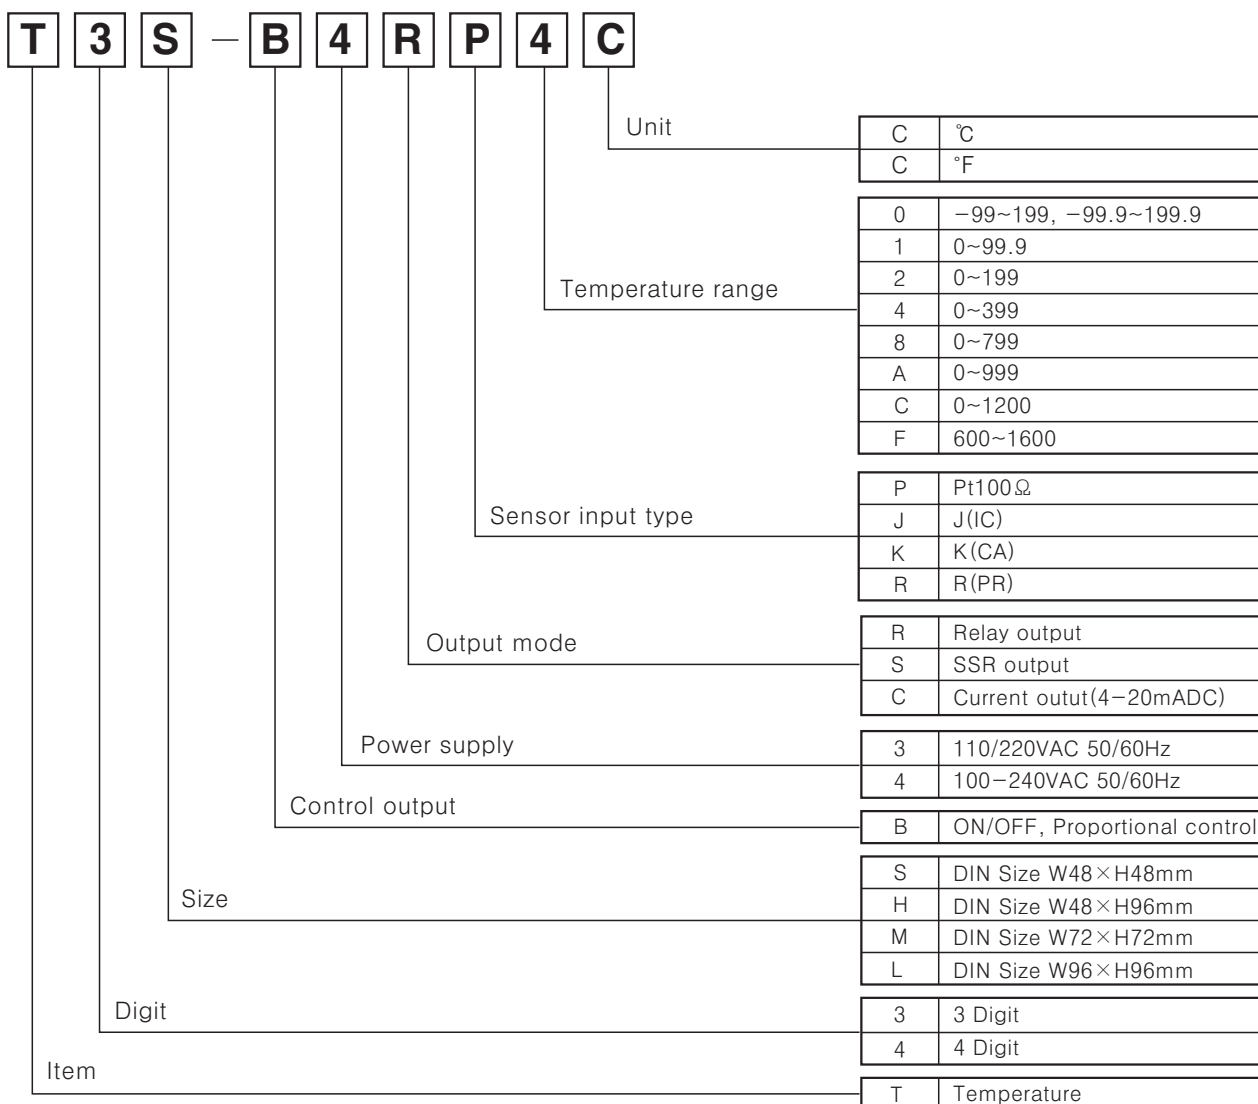 T 3 S - B 4 R P 4 C
Unit
C ℃
C °F
0 -99~199, -99.9~199.9
1 0~99.9
2 0~199
Temperature range
4 0~399
8 0~799
A 0~999
C 0~1200
F 600~1600
P Pt100Ω
Sensor input type
J J(IC)
K K(CA)
R R(PR)
R Relay output
Output mode
S SSR output
C Current outut(4-20mADC)
Power supply
3 110/220VAC 50/60Hz
4 100-240VAC 50/60Hz
Control output
B ON/OFF, Proportional control
S DIN Size W48×H48mm
Size
H DIN Size W48×H96mm
M DIN Size W72×H72mm
L DIN Size W96×H96mm
Digit
3 3 Digit
4 4 Digit
Item
T Temperature